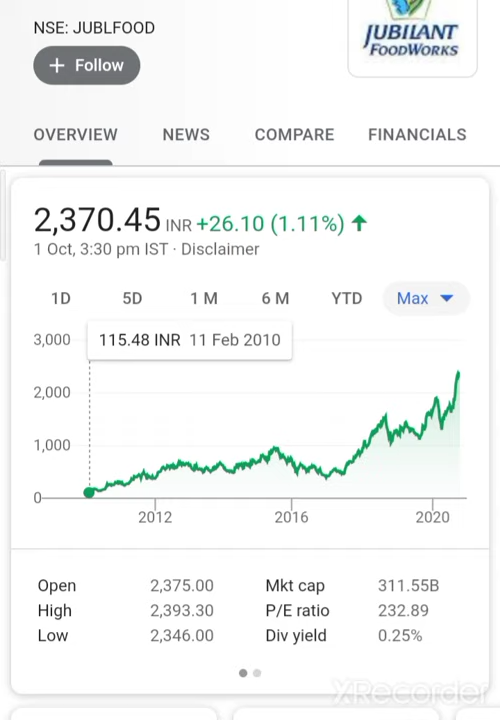 NSE: JUBLFOOD
JUBILANT
FOODWORKS
+ Follow
OVERVIEW NEWS COMPARE FINANCIALS
2,370.45 INR +26.10 (1.11%) ↑
1 Oct, 3:30 pm IST · Disclaimer
1D 5D 1 M 6 M YTD Max
3,000
115.48 INR 11 Feb 2010
2,000
1,000
0
2012 2016 2020
Open 2,375.00 Mkt cap 311.55B
High 2,393.30 P/E ratio 232.89
Low 2,346.00 Div yield 0.25%
XRecorder